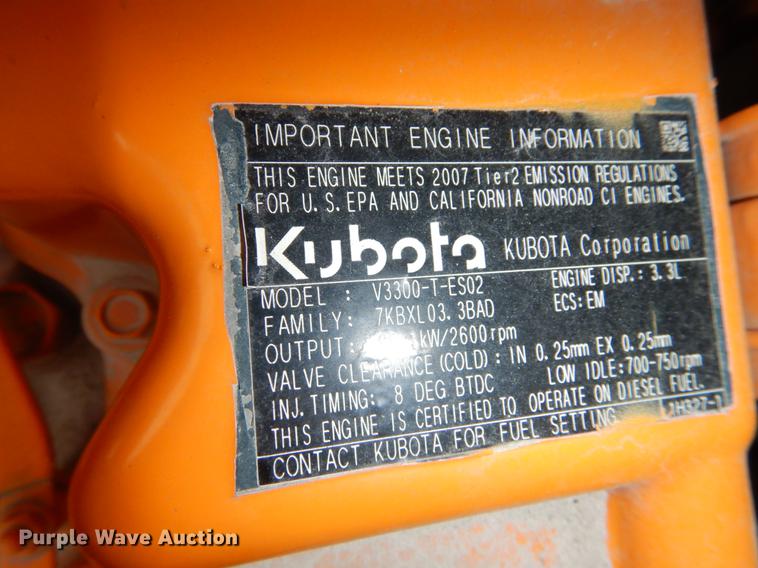 IMPORTANT ENGINE INFORMATION
THIS ENGINE MEETS 2007 Tier2 EMISSION REGULATIONS
FOR U.S.EPA AND CALIFORNIA NONROAD CI ENGINES.
Kubota KUBOTA Corporation
MODEL : V3300-T-ES02 ENGINE DISP.: 3.3L
FAMILY: 7KBXL03.3BAD ECS:EM
OUTPUT: kW/2600rpm
VALVE CLEARANCE (COLD): IN 0.25mm EX 0.25mm
INJ.TIMING: 8 DEG BTDC LOW IDLE:700-750rpm
THIS ENGINE IS CERTIFIED TO OPERATE ON DIESEL FUEL.
CONTACT KUBOTA FOR FUEL SETTING.
Purple Wave Auction